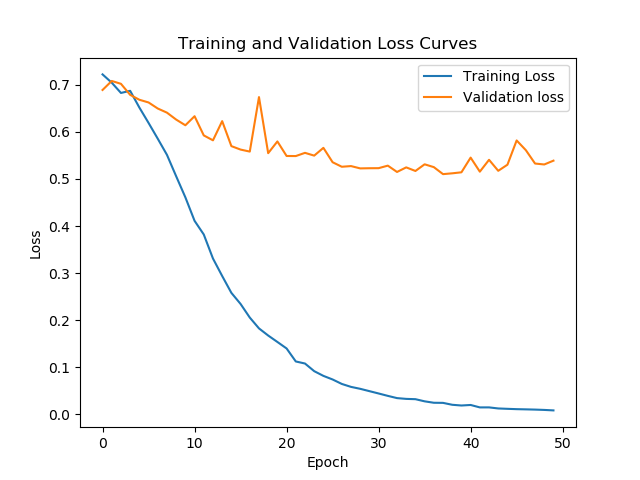 Training and Validation Loss Curves
Training Loss
Validation loss
0.7
0.6
0.5
0.4
0.3
0.2
0.1
0.0
Loss
0 10 20 30 40 50
Epoch